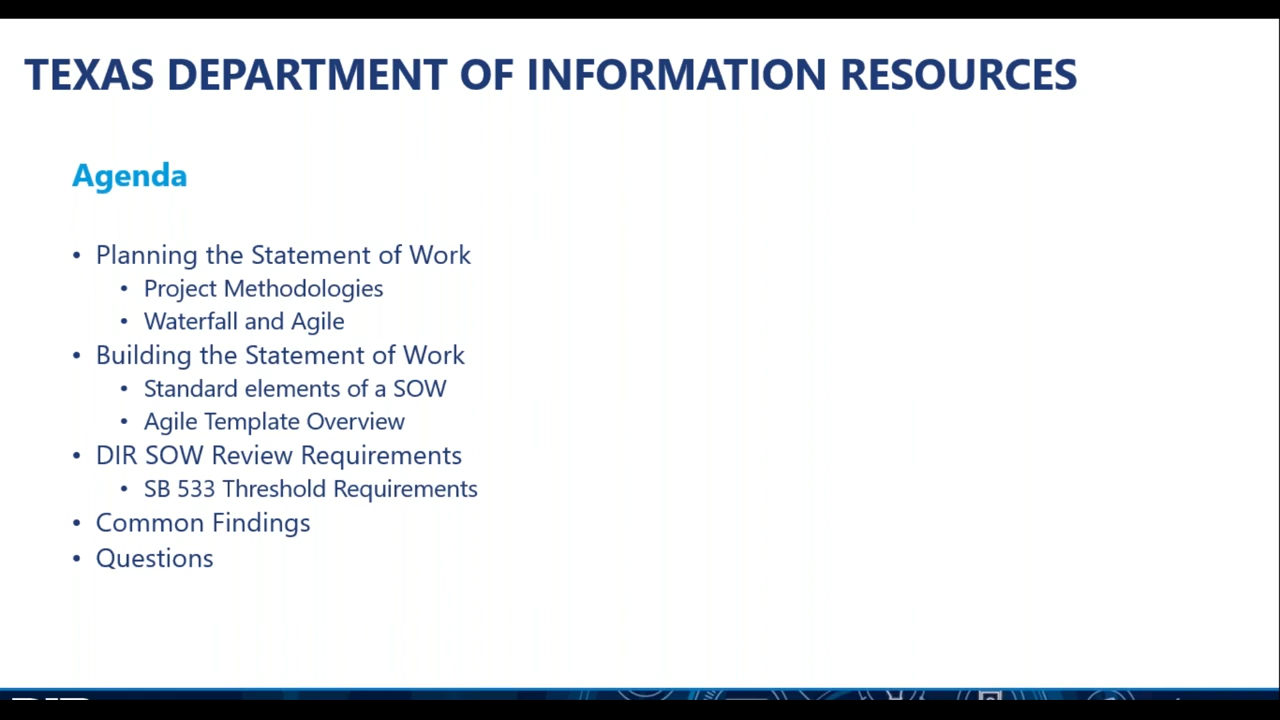 TEXAS DEPARTMENT OF INFORMATION RESOURCES
Agenda
• Planning the Statement of Work
• Project Methodologies
• Waterfall and Agile
• Building the Statement of Work
• Standard elements of a SOW
• Agile Template Overview
• DIR SOW Review Requirements
• SB 533 Threshold Requirements
• Common Findings
• Questions